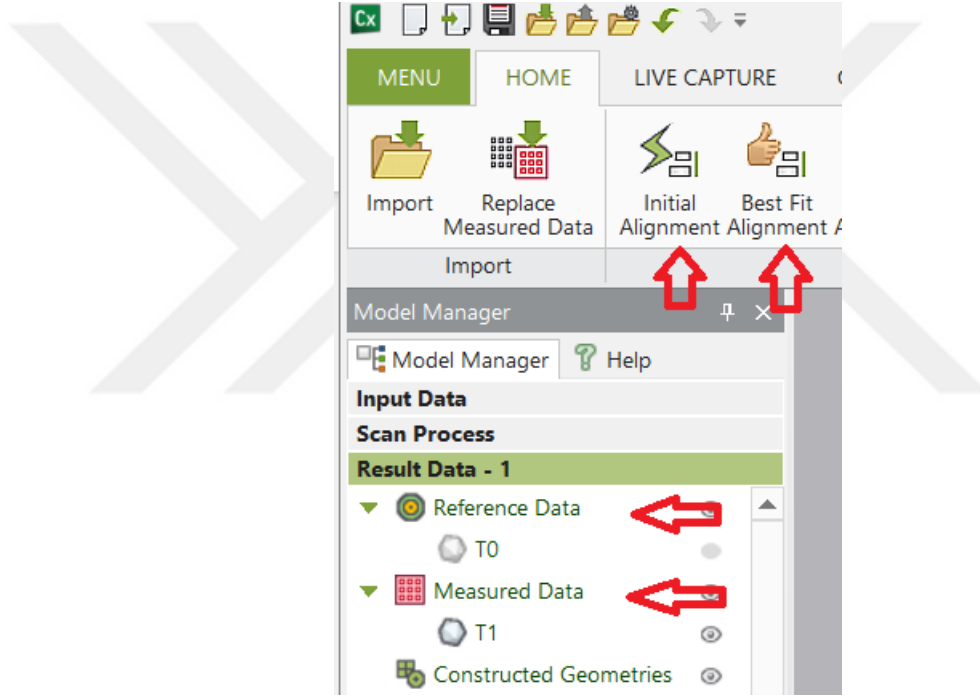 Cx
MENU HOME LIVE CAPTURE
Import Replace Measured Data Initial Alignment Best Fit Alignment
Import
Model Manager
Model Manager Help
Input Data
Scan Process
Result Data - 1
Reference Data
T0
Measured Data
T1
Constructed Geometries